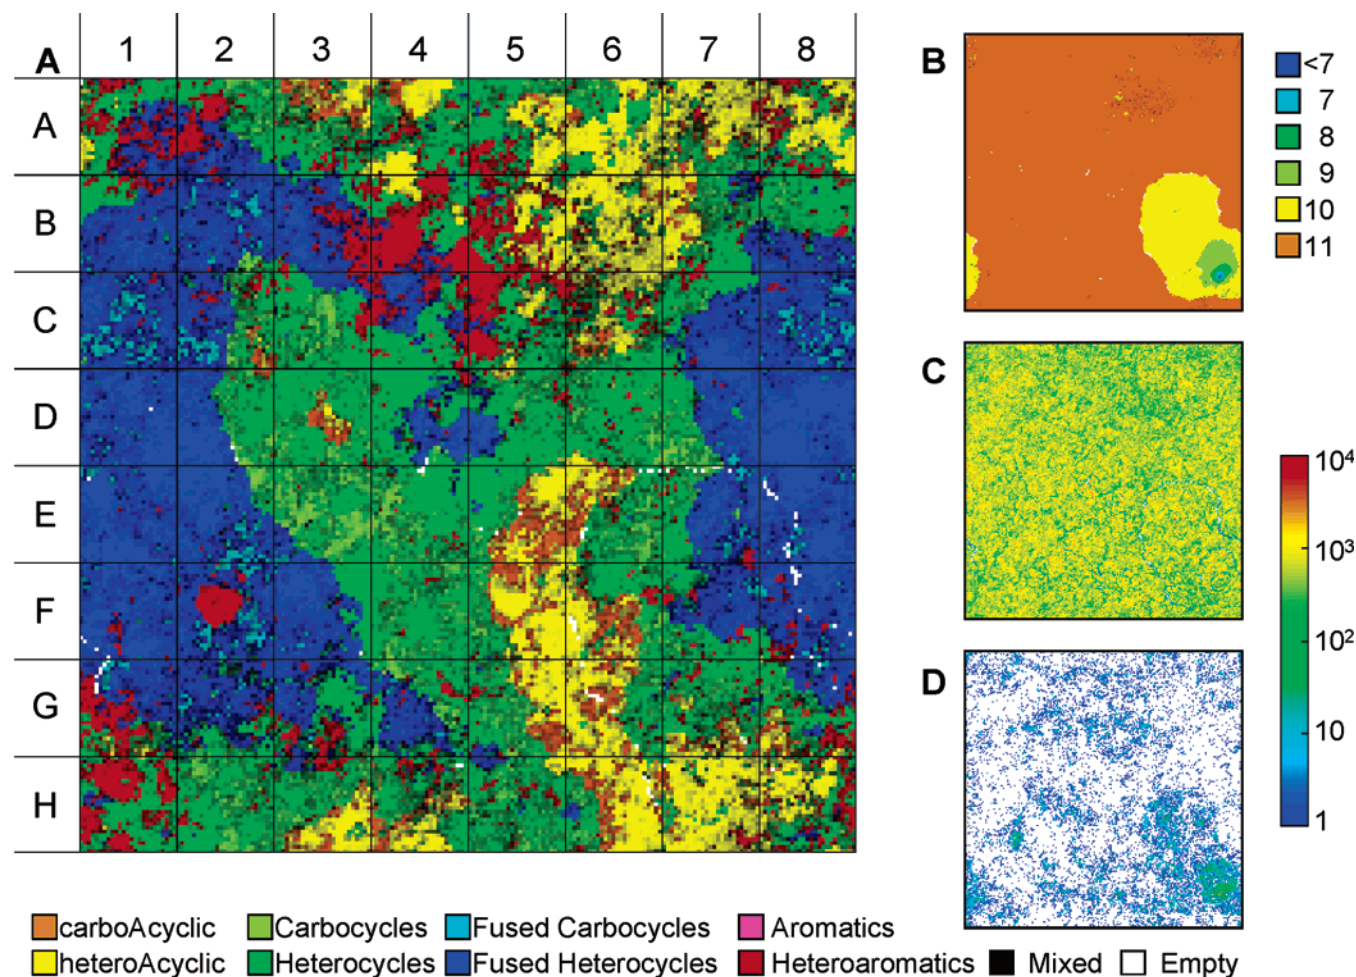 A 1 2 3 4 5 6 7 8
A
B
C
D
E
F
G
H
B
<7
7
8
9
10
11
C
D
10⁴
10³
10²
10
1
carboAcyclic Carbocycles Fused Carbocycles Aromatics
heteroAcyclic Heterocycles Fused Heterocycles Heteroaromatics Mixed Empty